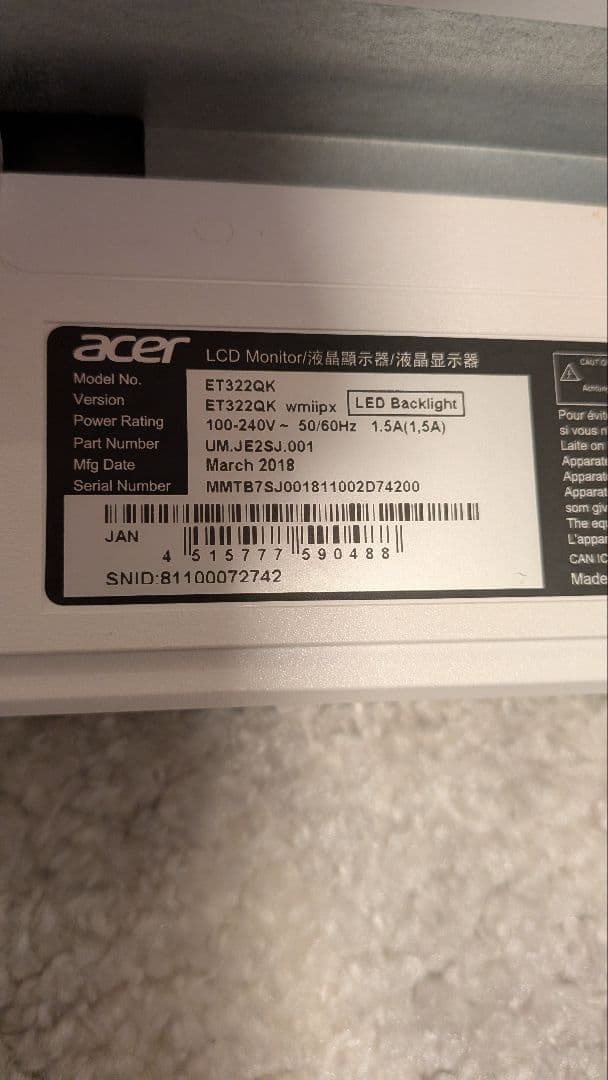 acer LCD Monitor/液晶顯示器/液晶显示器
Model No. ET322QK
Version ET322QK wmiipx LED Backlight
Power Rating 100-240V~ 50/60Hz 1.5A(1,5A)
Part Number UM.JE2SJ.001
Mfg Date March 2018
Serial Number MMTB7SJ001811002D74200
JAN
4 515777 590488
SNID:81100072742
Pour évit
si vous n
Laite on
Apparat
Apparat
som giv
The equ
L'appar
CAN IC
Made